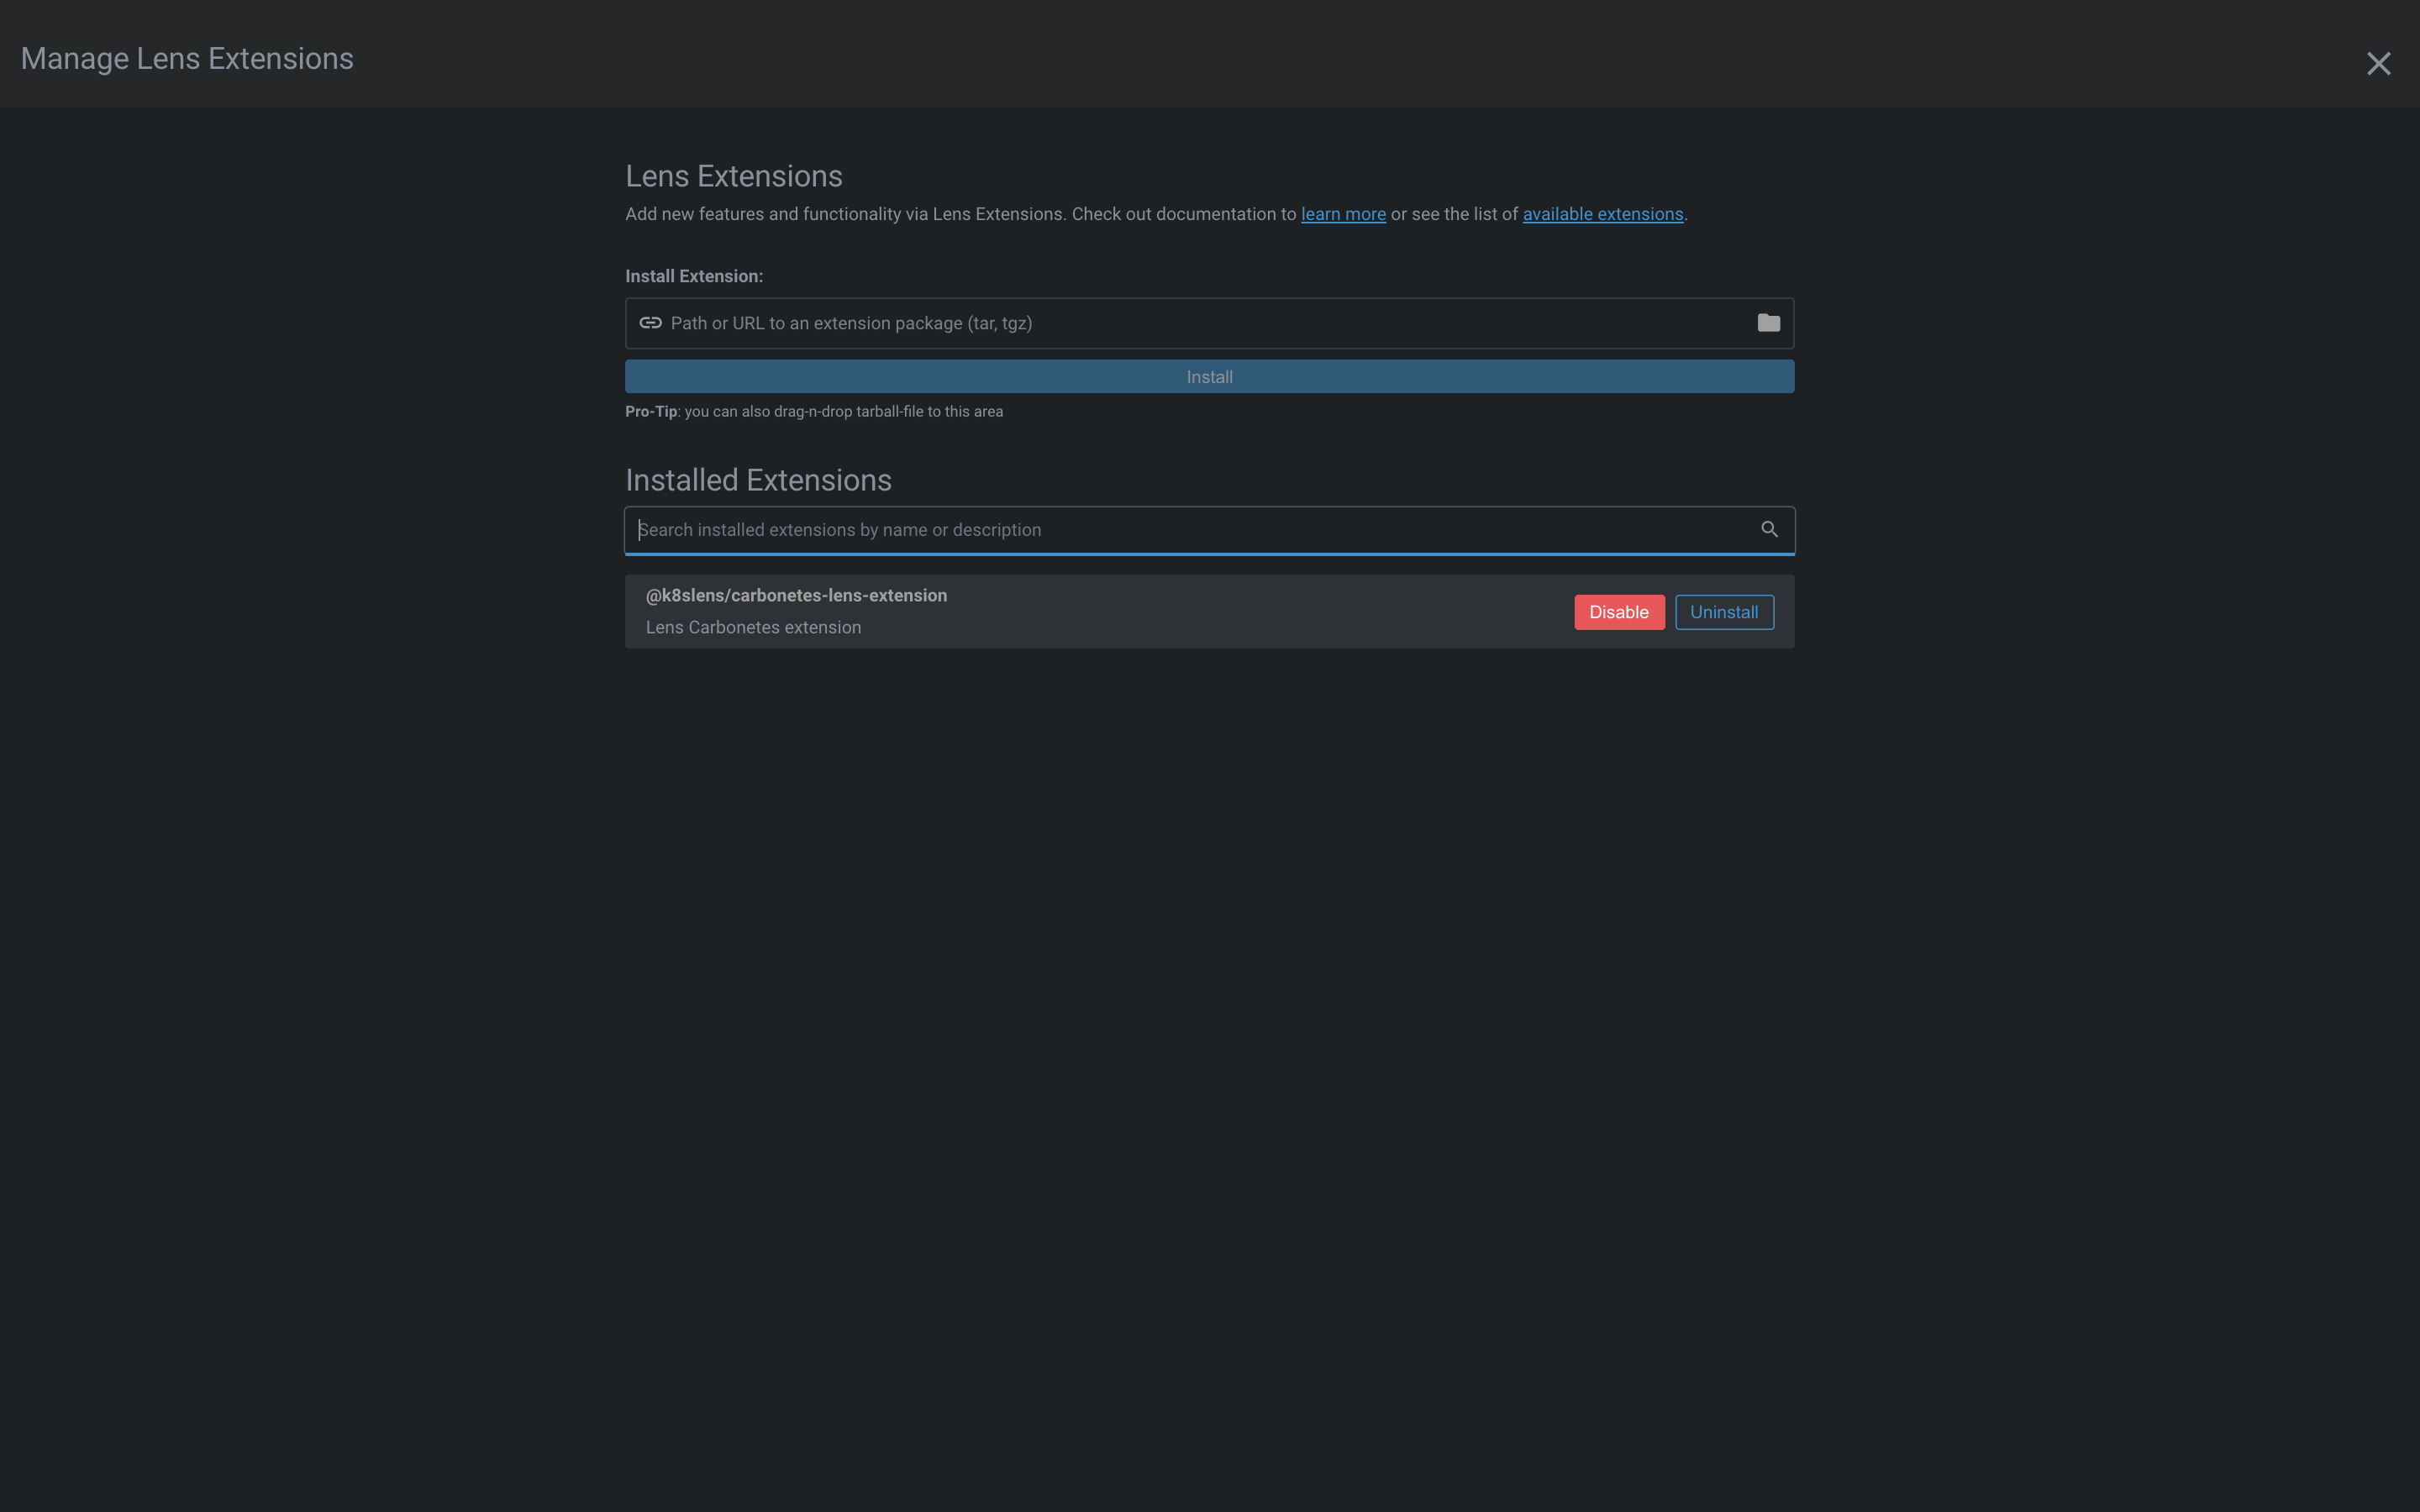 Manage Lens Extensions
Lens Extensions
Add new features and functionality via Lens Extensions. Check out documentation to learn more or see the list of available extensions.
Install Extension:
Path or URL to an extension package (tar, tgz)
Install
Pro-Tip: you can also drag-n-drop tarball-file to this area
Installed Extensions
Search installed extensions by name or description
@k8slens/carbonetes-lens-extension
Lens Carbonetes extension
Disable
Uninstall